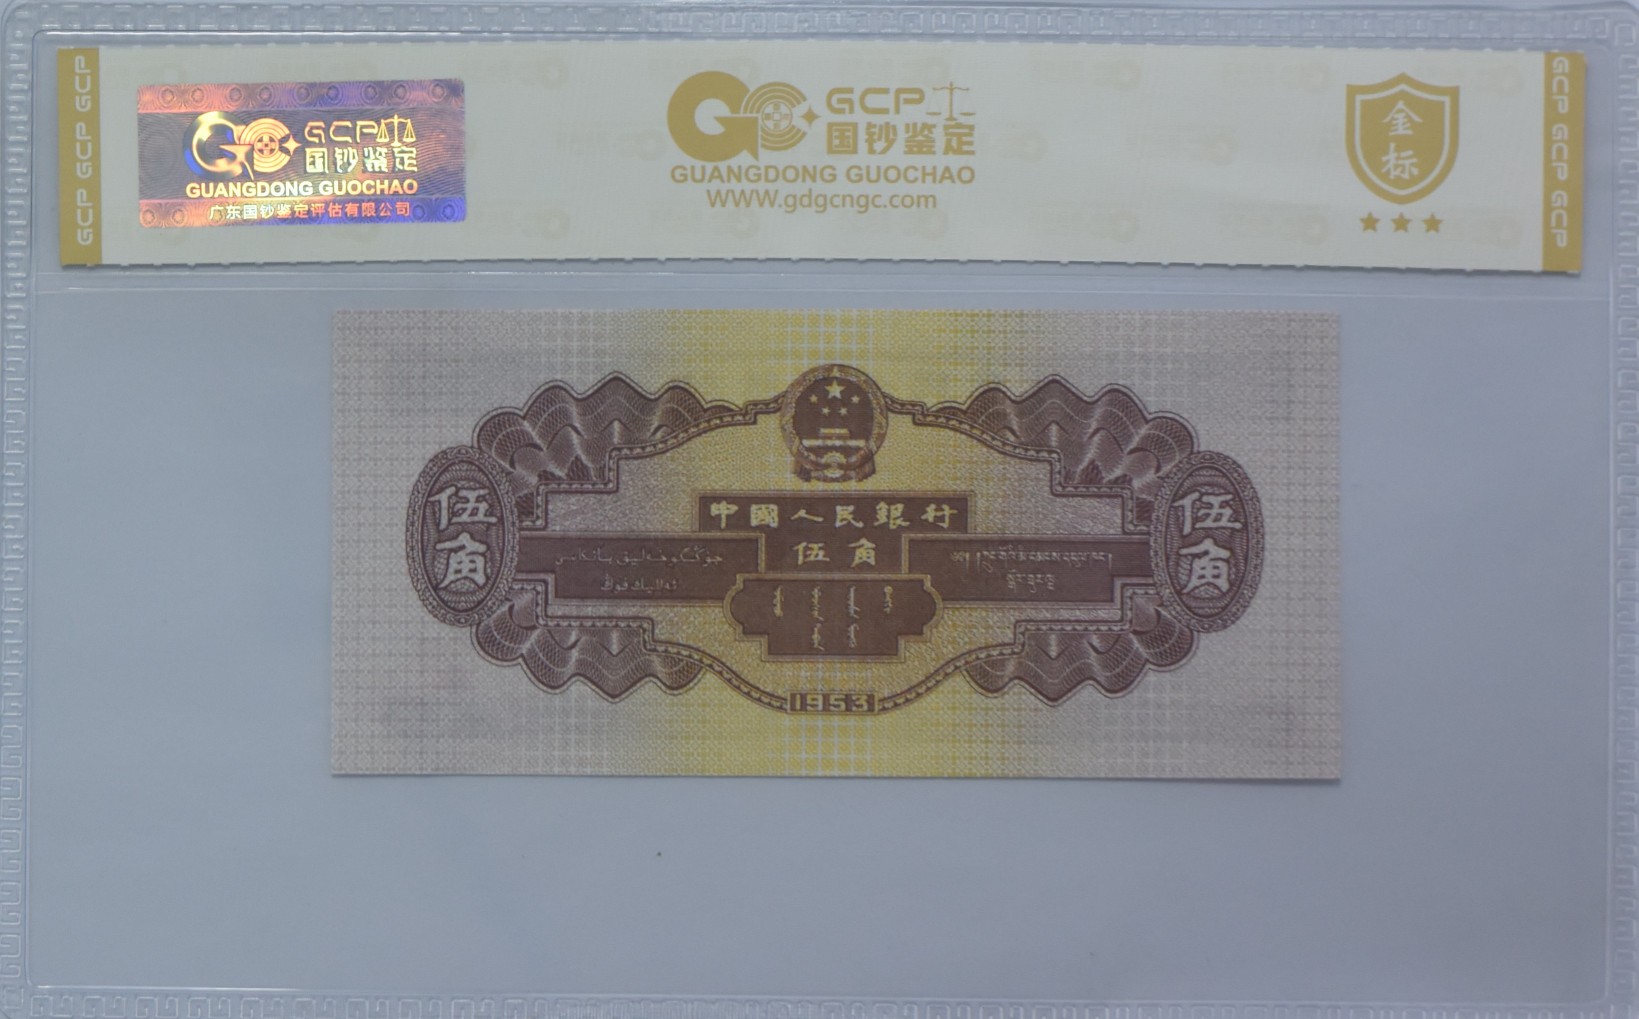 GCP GCP GCP
GCP
国钞鉴定
GUANGDONG GUOCHAO
广东国钞鉴定评估有限公司
GCP
国钞鉴定
GUANGDONG GUOCHAO
WWW.gdgcngc.com
金标
GCP GCP GCP
中國人民銀行
伍角
伍角
伍角
1953